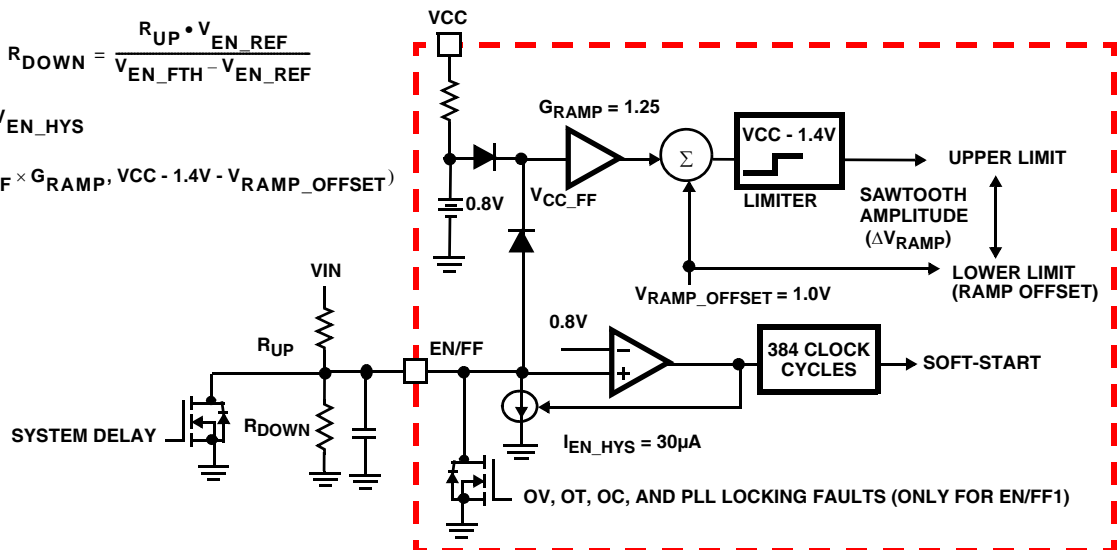 R_DOWN = (R_UP • V_EN_REF) / (V_EN_FTH – V_EN_REF)
V_EN_HYS
F × G_RAMP, VCC - 1.4V - V_RAMP_OFFSET)
VCC
G_RAMP = 1.25
Σ
VCC - 1.4V
LIMITER
UPPER LIMIT
0.8V
V_CC_FF
SAWTOOTH
AMPLITUDE
(ΔV_RAMP)
LOWER LIMIT
(RAMP OFFSET)
V_RAMP_OFFSET = 1.0V
VIN
R_UP
EN/FF
0.8V
–
+
384 CLOCK
CYCLES
SOFT-START
SYSTEM DELAY
R_DOWN
I_EN_HYS = 30µA
OV, OT, OC, AND PLL LOCKING FAULTS (ONLY FOR EN/FF1)